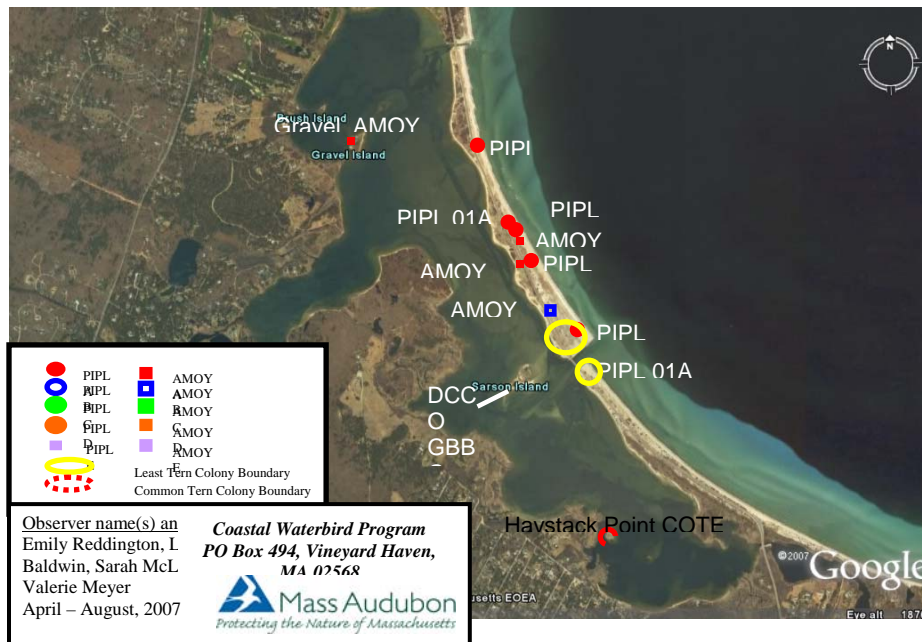 N
Brush Island
Gravel AMOY
Gravel Island
PIPL
PIPL 01A
PIPL
AMOY
PIPL
AMOY
AMOY
PIPL
PIPL 01A
Sarson Island
DCC
O
GBB
Haystack Point COTE
©2007 Google
Eye alt
PIPL
AMOY
PIPL
AMOY
B
PIPL
AMOY
C
C
PIPL
AMOY
D
D
PIPL
AMOY
E
Least Tern Colony Boundary
Common Tern Colony Boundary
Observer name(s) an
Emily Reddington, L
Baldwin, Sarah McL
Valerie Meyer
April – August, 2007
Coastal Waterbird Program
PO Box 494, Vineyard Haven,
MA 02568
Mass Audubon
Protecting the Nature of Massachusetts
setts EOEA